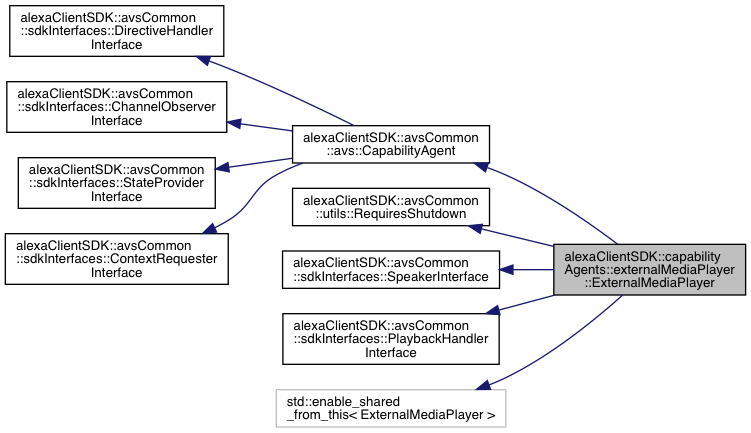 alexaClientSDK::avsCommon
::sdkInterfaces::DirectiveHandler
Interface
alexaClientSDK::avsCommon
::sdkInterfaces::ChannelObserver
Interface
alexaClientSDK::avsCommon
::sdkInterfaces::StateProvider
Interface
alexaClientSDK::avsCommon
::sdkInterfaces::ContextRequester
Interface
alexaClientSDK::avsCommon
::avs::CapabilityAgent
alexaClientSDK::avsCommon
::utils::RequiresShutdown
alexaClientSDK::avsCommon
::sdkInterfaces::SpeakerInterface
alexaClientSDK::avsCommon
::sdkInterfaces::PlaybackHandler
Interface
std::enable_shared
_from_this< ExternalMediaPlayer >
alexaClientSDK::capability
Agents::externalMediaPlayer
::ExternalMediaPlayer